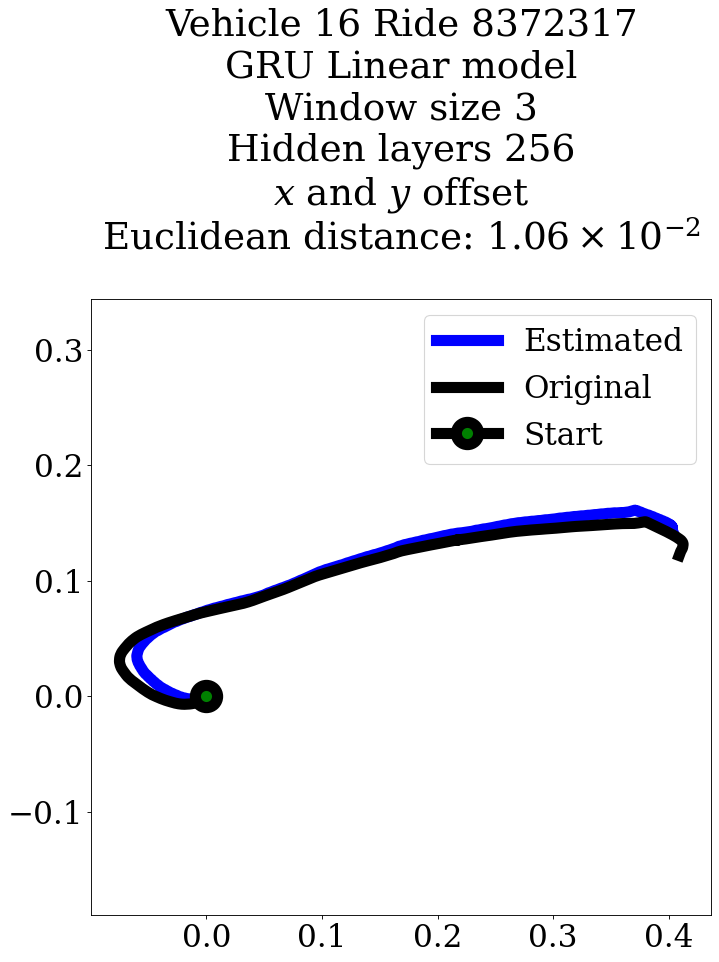 Vehicle 16 Ride 8372317
GRU Linear model
Window size 3
Hidden layers 256
x and y offset
Euclidean distance: 1.06 × 10⁻²
Estimated
Original
Start
0.3
0.2
0.1
0.0
−0.1
0.0 0.1 0.2 0.3 0.4